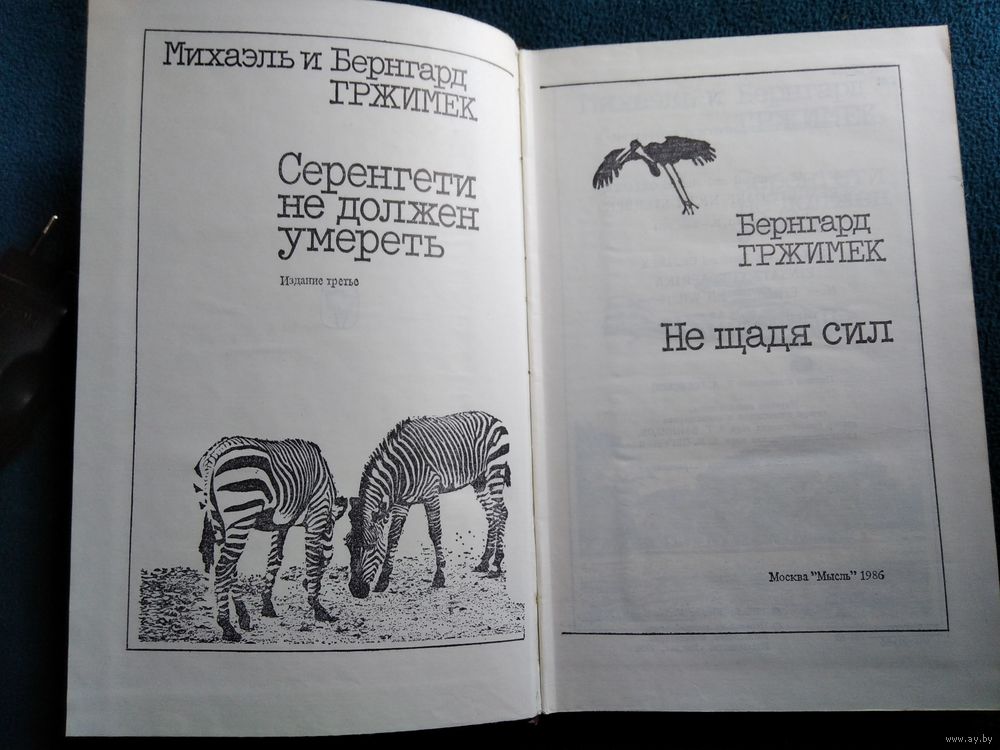 Михаэль и Бернгард
ГРЖИМЕК
Серенгети
не должен
умереть
Издание третье
Бернгард
ГРЖИМЕК
Не щадя сил
Москва "Мысль" 1986
www.ay.by